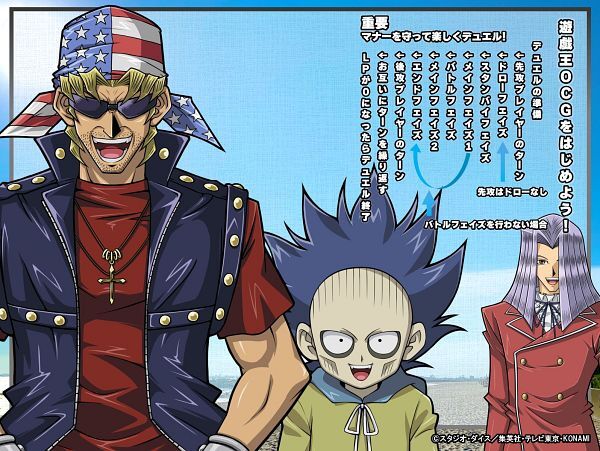 遊戯王OCGをはじめよう！
デュエルの準備
←先攻プレイヤーのターン
←ドローフェイズ
←スタンバイフェイズ
←メインフェイズ1
←バトルフェイズ
←メインフェイズ2
←エンドフェイズ
←後攻プレイヤーのターン
←お互いにターンを繰り返す
LPが0になったらデュエル終了
先攻はドローなし
バトルフェイズを行わない場合
重要
マナーを守って楽しくデュエル!
©スタジオ・ダイス／集英社・テレビ東京・KONAMI